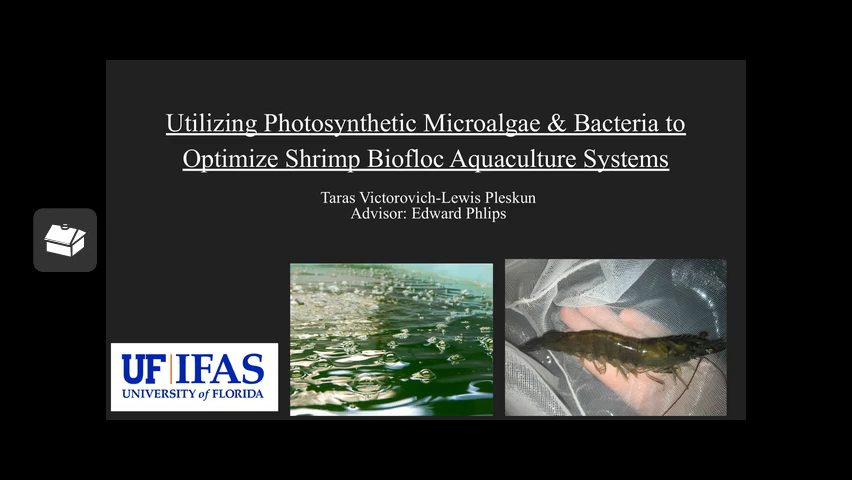 Utilizing Photosynthetic Microalgae & Bacteria to
Optimize Shrimp Biofloc Aquaculture Systems
Taras Victorovich-Lewis Pleskun
Advisor: Edward Phlips
UF|IFAS
UNIVERSITY of FLORIDA